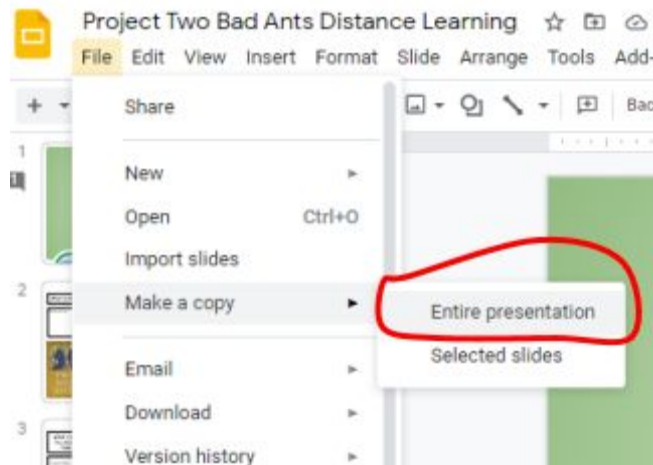 Project Two Bad Ants Distance Learning
File Edit View Insert Format Slide Arrange Tools Add-
Share
New
Open Ctrl+O
Import slides
Make a copy
Entire presentation
Selected slides
Email
Download
Version history
1
2
3